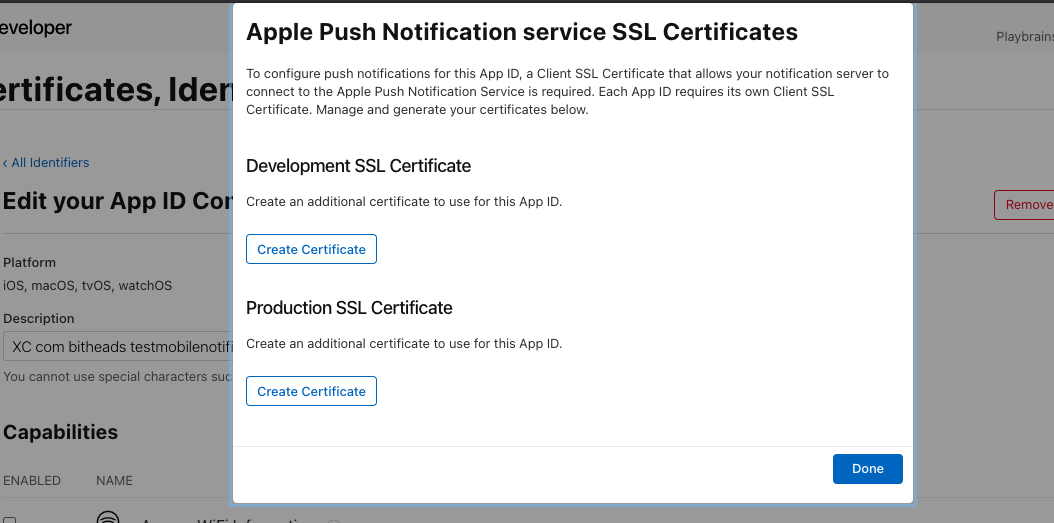 eveloper
Apple Push Notification service SSL Certificates
Playbrains
To configure push notifications for this App ID, a Client SSL Certificate that allows your notification server to
connect to the Apple Push Notification Service is required. Each App ID requires its own Client SSL
Certificate. Manage and generate your certificates below.
ertificates, Iden
Development SSL Certificate
‹ All Identifiers
Create an additional certificate to use for this App ID.
Edit your App ID Con
Remove
Create Certificate
Platform
iOS, macOS, tvOS, watchOS
Production SSL Certificate
Description
Create an additional certificate to use for this App ID.
XC com bitheads testmobilenotifi
You cannot use special characters suc
Create Certificate
Capabilities
Done
ENABLED NAME